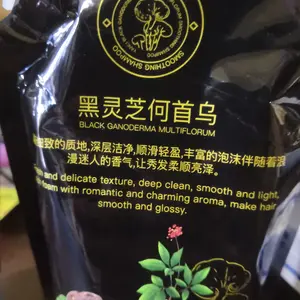 SMOOTHING SHAMPOO
黑灵芝何首乌
BLACK GANODERMA MULTIFLORUM
致的质地,深层洁净,顺滑轻盈,丰富的泡沫伴随着浪
漫迷人的香气,让秀发柔顺亮泽。
and delicate texture, deep clean, smooth and light,
foam with romantic and charming aroma, make hair
smooth and glossy.